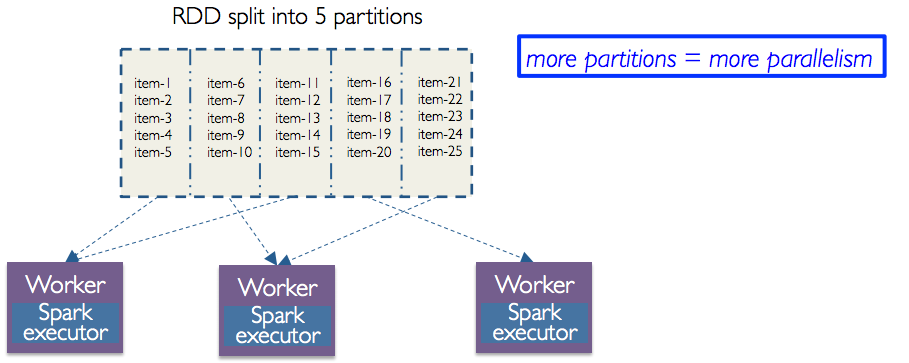 RDD split into 5 partitions
more partitions = more parallelism
item-1 item-6 item-11 item-16 item-21
item-2 item-7 item-12 item-17 item-22
item-3 item-8 item-13 item-18 item-23
item-4 item-9 item-14 item-19 item-24
item-5 item-10 item-15 item-20 item-25
Worker Worker Worker
Spark Spark Spark
executor executor executor